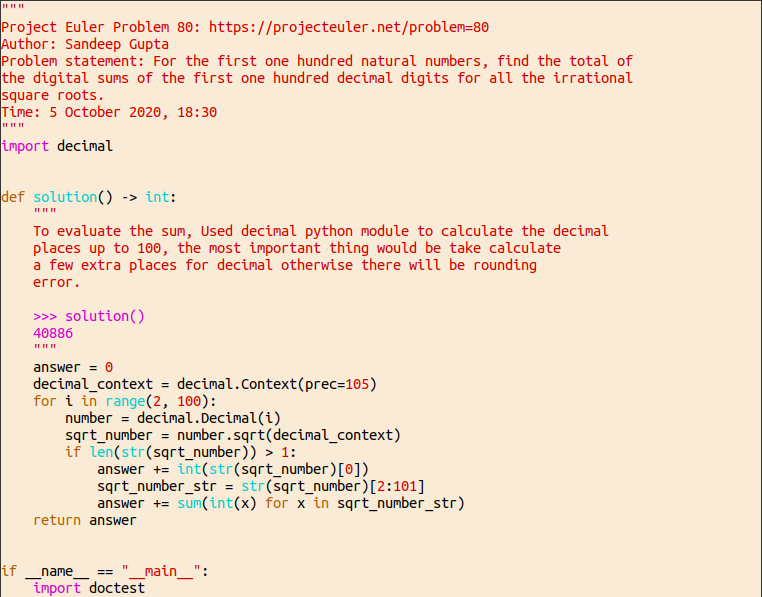 """
Project Euler Problem 80: https://projecteuler.net/problem=80
Author: Sandeep Gupta
Problem statement: For the first one hundred natural numbers, find the total of
the digital sums of the first one hundred decimal digits for all the irrational
square roots.
Time: 5 October 2020, 18:30
"""
import decimal


def solution() -> int:
    """
    To evaluate the sum, Used decimal python module to calculate the decimal
    places up to 100, the most important thing would be take calculate
    a few extra places for decimal otherwise there will be rounding
    error.

    >>> solution()
    40886
    """
    answer = 0
    decimal_context = decimal.Context(prec=105)
    for i in range(2, 100):
        number = decimal.Decimal(i)
        sqrt_number = number.sqrt(decimal_context)
        if len(str(sqrt_number)) > 1:
            answer += int(str(sqrt_number)[0])
            sqrt_number_str = str(sqrt_number)[2:101]
            answer += sum(int(x) for x in sqrt_number_str)
    return answer


if __name__ == "__main__":
    import doctest